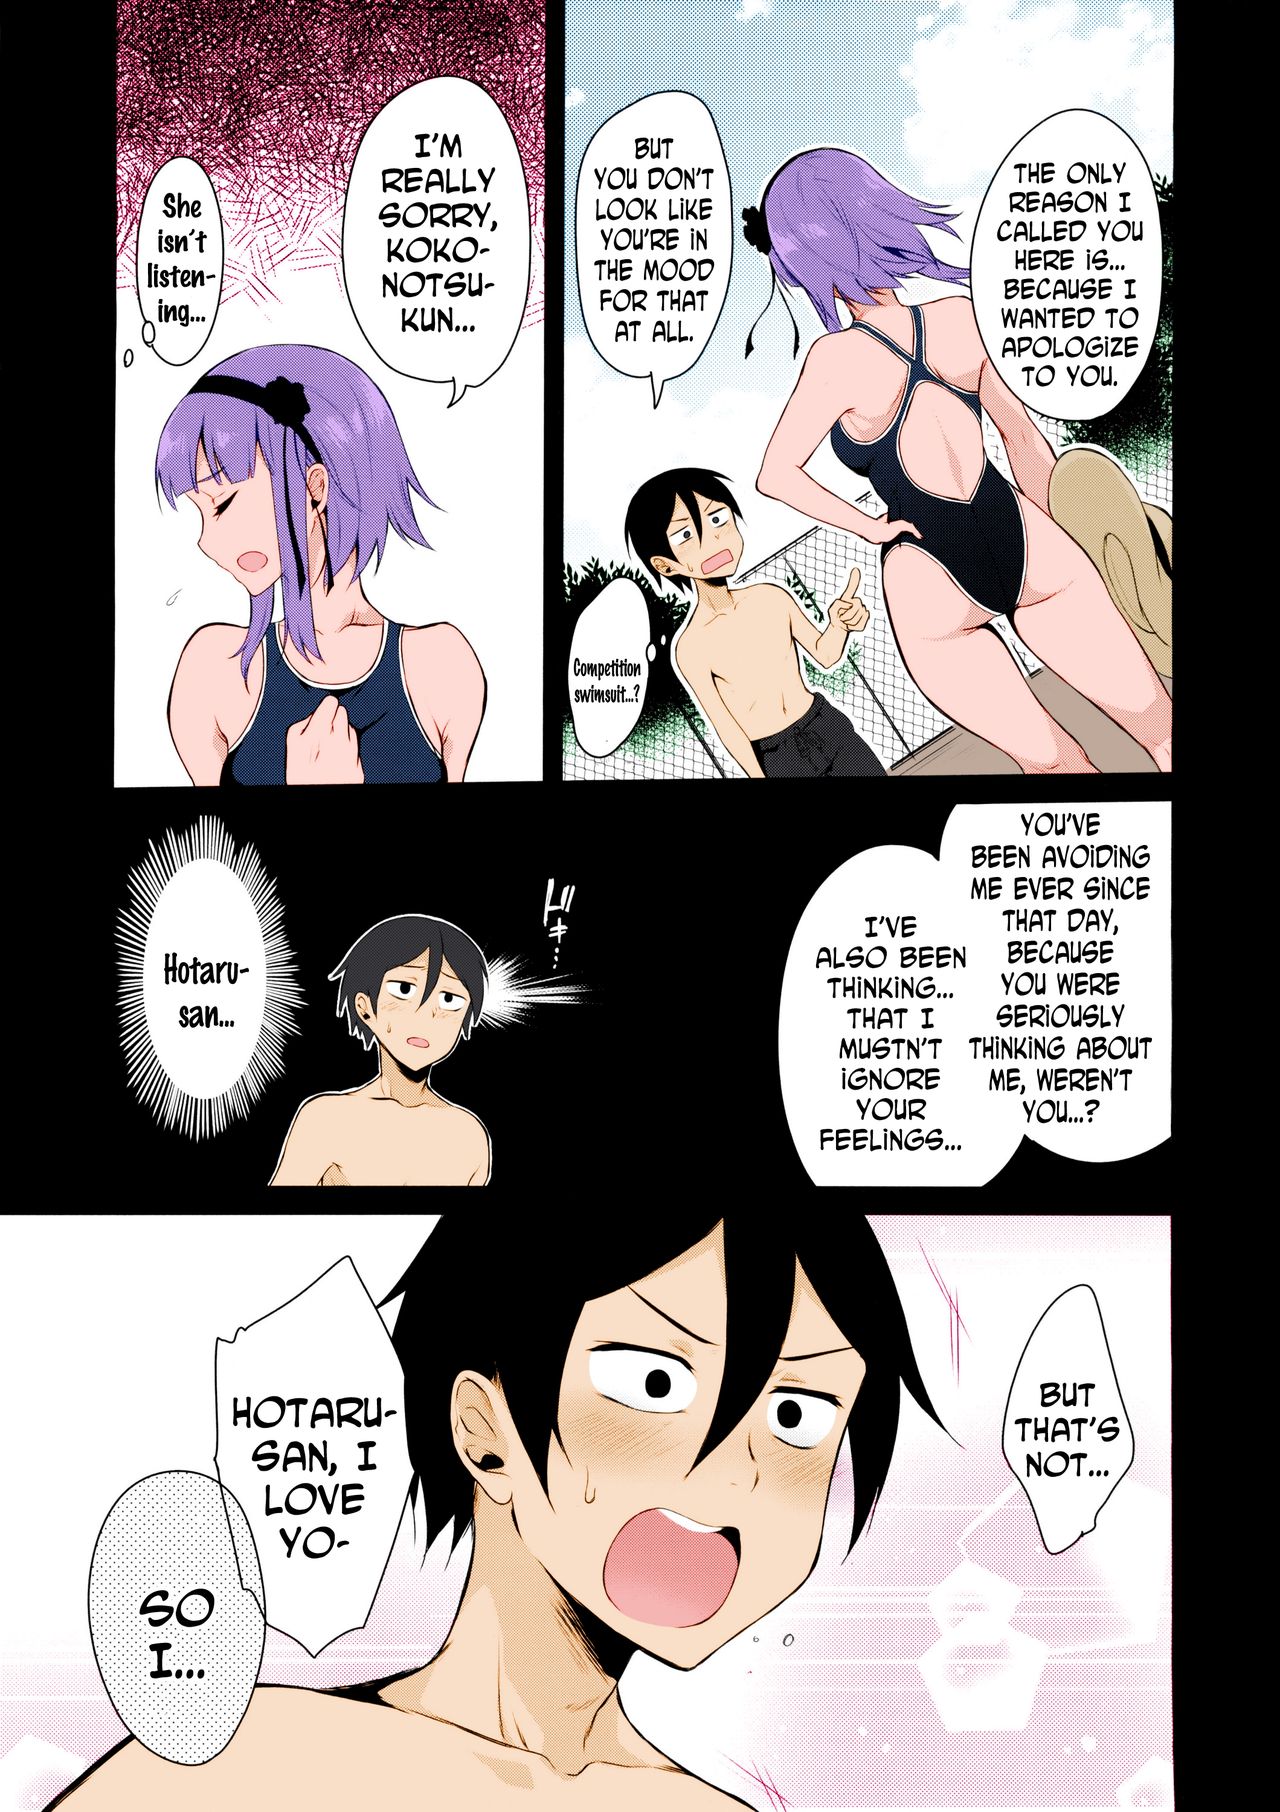 THE ONLY
REASON I
CALLED YOU
HERE IS...
BECAUSE I
WANTED TO
APOLOGIZE
TO YOU.
BUT
YOU DON'T
LOOK LIKE
YOU'RE IN
THE MOOD
FOR THAT
AT ALL.
Competition
swimsuit...?
I'M
REALLY
SORRY,
KOKO-
NOTSU-
KUN...
She
isn't
listen-
ing...
YOU'VE
BEEN AVOIDING
ME EVER SINCE
THAT DAY,
BECAUSE
YOU WERE
SERIOUSLY
THINKING ABOUT
ME, WEREN'T
YOU...?
I'VE
ALSO BEEN
THINKING...
THAT I
MUSTN'T
IGNORE
YOUR
FEELINGS...
ドキ…
Hotaru-
san...
BUT
THAT'S
NOT...
HOTARU-
SAN, I
LOVE
YO-
SO
I...